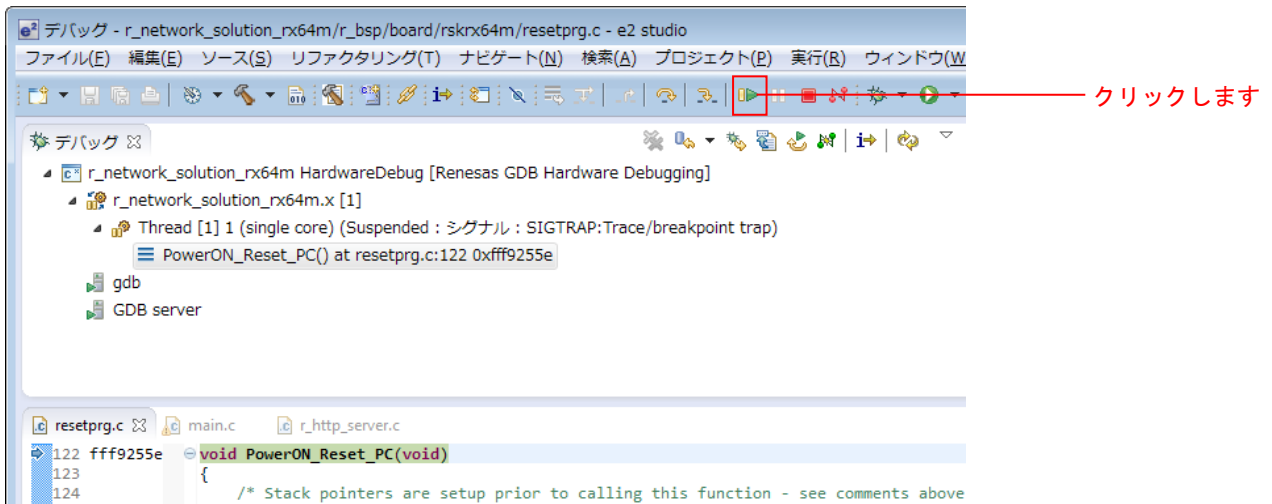 デバッグ - r_network_solution_rx64m/r_bsp/board/rskrx64m/resetprg.c - e2 studio
ファイル(F) 編集(E) ソース(S) リファクタリング(T) ナビゲート(N) 検索(A) プロジェクト(P) 実行(R) ウィンドウ(W
クリックします
デバッグ
r_network_solution_rx64m HardwareDebug [Renesas GDB Hardware Debugging]
r_network_solution_rx64m.x [1]
Thread [1] 1 (single core) (Suspended : シグナル : SIGTRAP:Trace/breakpoint trap)
PowerON_Reset_PC() at resetprg.c:122 0xfff9255e
gdb
GDB server
resetprg.c main.c r_http_server.c
122 fff9255e void PowerON_Reset_PC(void)
123 {
124 /* Stack pointers are setup prior to calling this function - see comments above